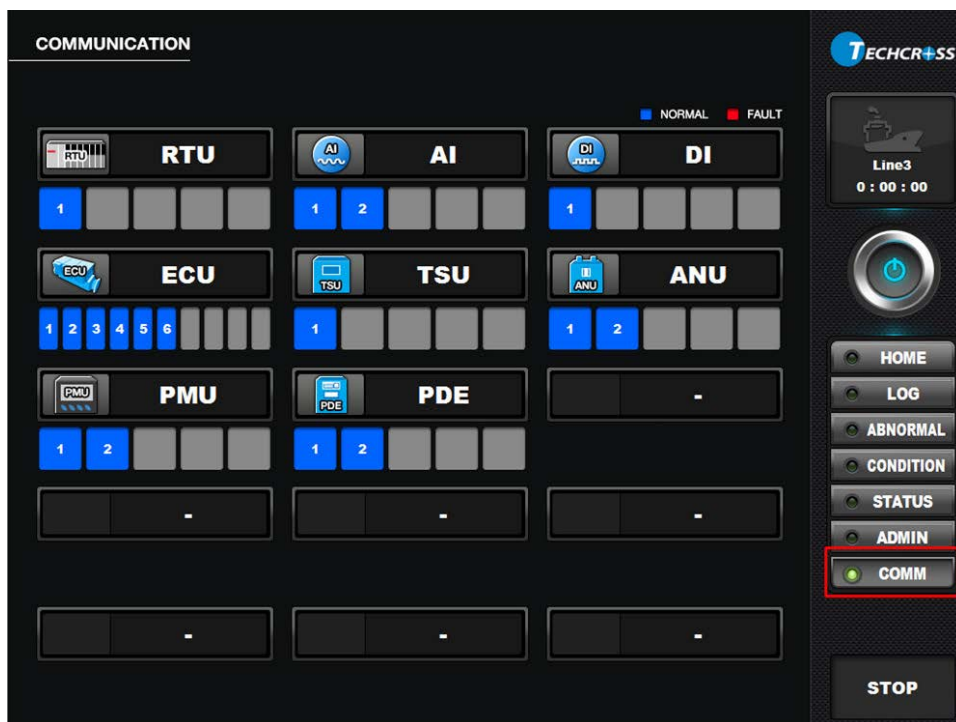 COMMUNICATION
TECHCROSS
NORMAL FAULT
RTU RTU
AI AI
DI DI
Line3
0 : 00 : 00
1
1 2
1
ECU ECU
TSU TSU
ANU ANU
1 2 3 4 5 6
1
1 2
HOME
PMU PMU
PDE PDE
-
LOG
ABNORMAL
1 2
1 2
CONDITION
- - -
STATUS
ADMIN
COMM
- - -
STOP